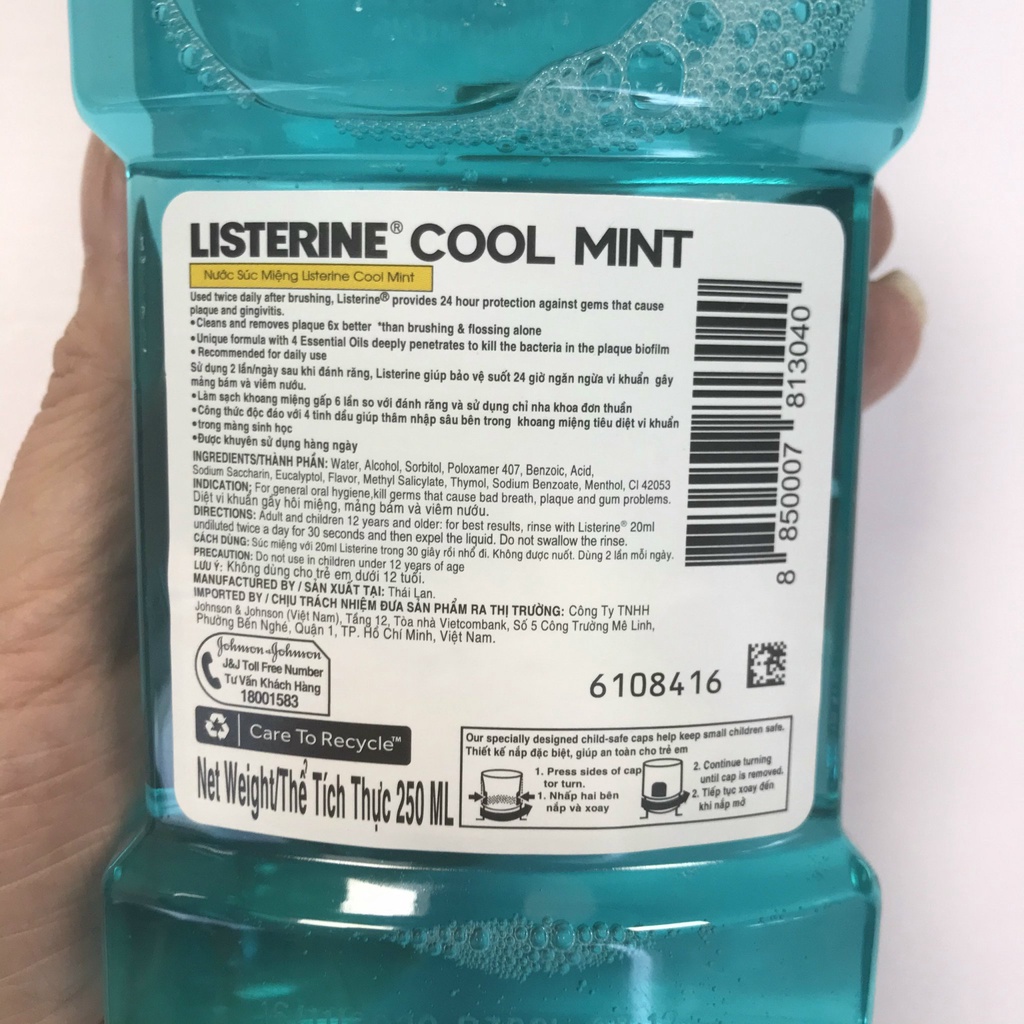 LISTERINE® COOL MINT
Nước Súc Miệng Listerine Cool Mint
Used twice daily after brushing, Listerine® provides 24 hour protection against gems that cause
plaque and gingivitis.
•Cleans and removes plaque 6x better *than brushing & flossing alone
•Unique formula with 4 Essential Oils deeply penetrates to kill the bacteria in the plaque biofilm
• Recommended for daily use
Sử dụng 2 lần/ngày sau khi đánh răng, Listerine giúp bảo vệ suốt 24 giờ ngăn ngừa vi khuẩn gây
mảng bám và viêm nướu.
•Làm sạch khoang miệng gấp 6 lần so với đánh răng và sử dụng chỉ nha khoa đơn thuần
•Công thức độc đáo với 4 tinh dầu giúp thâm nhập sâu bên trong khoang miệng tiêu diệt vi khuẩn
•trong màng sinh học
•Được khuyên sử dụng hàng ngày
INGREDIENTS/THÀNH PHẦN: Water, Alcohol, Sorbitol, Poloxamer 407, Benzoic, Acid,
Sodium Saccharin, Eucalyptol, Flavor, Methyl Salicylate, Thymol, Sodium Benzoate, Menthol, CI 42053
INDICATION; For general oral hygiene,kill germs that cause bad breath, plaque and gum problems.
Diệt vi khuẩn gây hôi miệng, mảng bám và viêm nướu.
DIRECTIONS: Adult and children 12 years and older: for best results, rinse with Listerine® 20ml
undiluted twice a day for 30 seconds and then expel the liquid. Do not swallow the rinse.
CÁCH DÙNG: Súc miệng với 20ml Listerine trong 30 giây rồi nhổ đi. Không được nuốt. Dùng 2 lần mỗi ngày.
PRECAUTION: Do not use in children under 12 years of age
LƯU Ý: Không dùng cho trẻ em dưới 12 tuổi.
MANUFACTURED BY / SẢN XUẤT TẠI: Thái Lan.
IMPORTED BY / CHỊU TRÁCH NHIỆM ĐƯA SẢN PHẨM RA THỊ TRƯỜNG: Công Ty TNHH
Johnson & Johnson (Việt Nam), Tầng 12, Tòa nhà Vietcombank, Số 5 Công Trường Mê Linh,
Phường Bến Nghé, Quận 1, TP. Hồ Chí Minh, Việt Nam.
8 850007 813040
Johnson & Johnson
J&J Toll Free Number
Tư Vấn Khách Hàng
18001583
6108416
Care To Recycle™
Net Weight/Thể Tích Thực 250 ML
Our specially designed child-safe caps help keep small children safe.
Thiết kế nắp đặc biệt, giúp an toàn cho trẻ em
1. Press sides of cap
tor turn.
1. Nhấp hai bên
nắp và xoay
2. Continue turning
until cap is removed.
2. Tiếp tục xoay đến
khi nắp mở